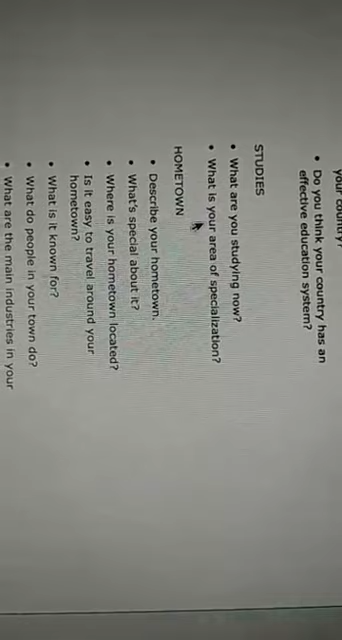 your country?
• Do you think your country has an
effective education system?
STUDIES
• What are you studying now?
• What is your area of specialization?
HOMETOWN
• Describe your hometown.
• What's special about it?
• Where is your hometown located?
• Is it easy to travel around your
hometown?
• What is it known for?
• What do people in your town do?
• What are the main industries in your